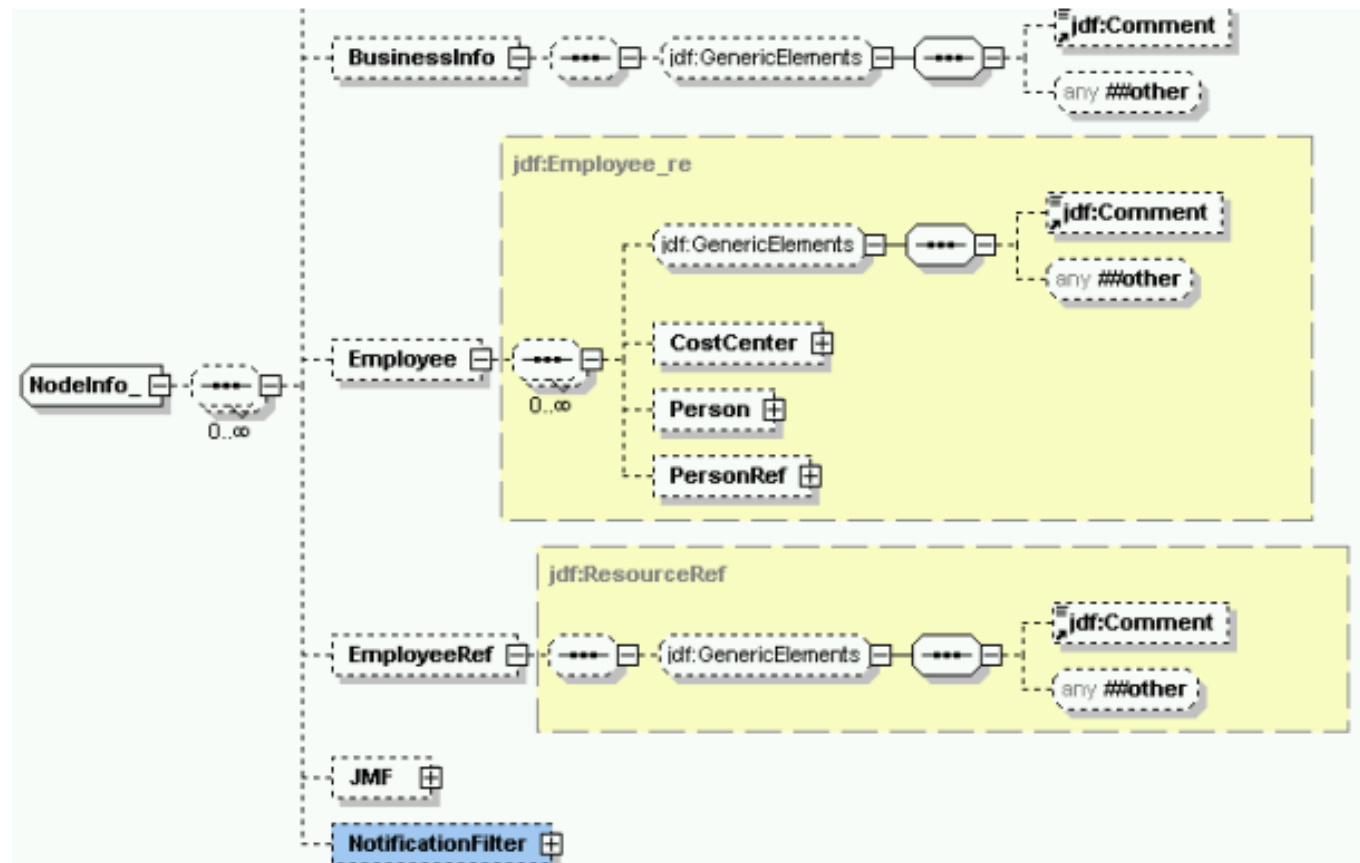 jdf:Comment
BusinessInfo
jdf:GenericElements
any ##other
jdf:Employee_re
jdf:Comment
jdf:GenericElements
any ##other
CostCenter
Employee
NodeInfo_
0..∞
0..∞
Person
PersonRef
jdf:ResourceRef
jdf:Comment
EmployeeRef
jdf:GenericElements
any ##other
JMF
NotificationFilter